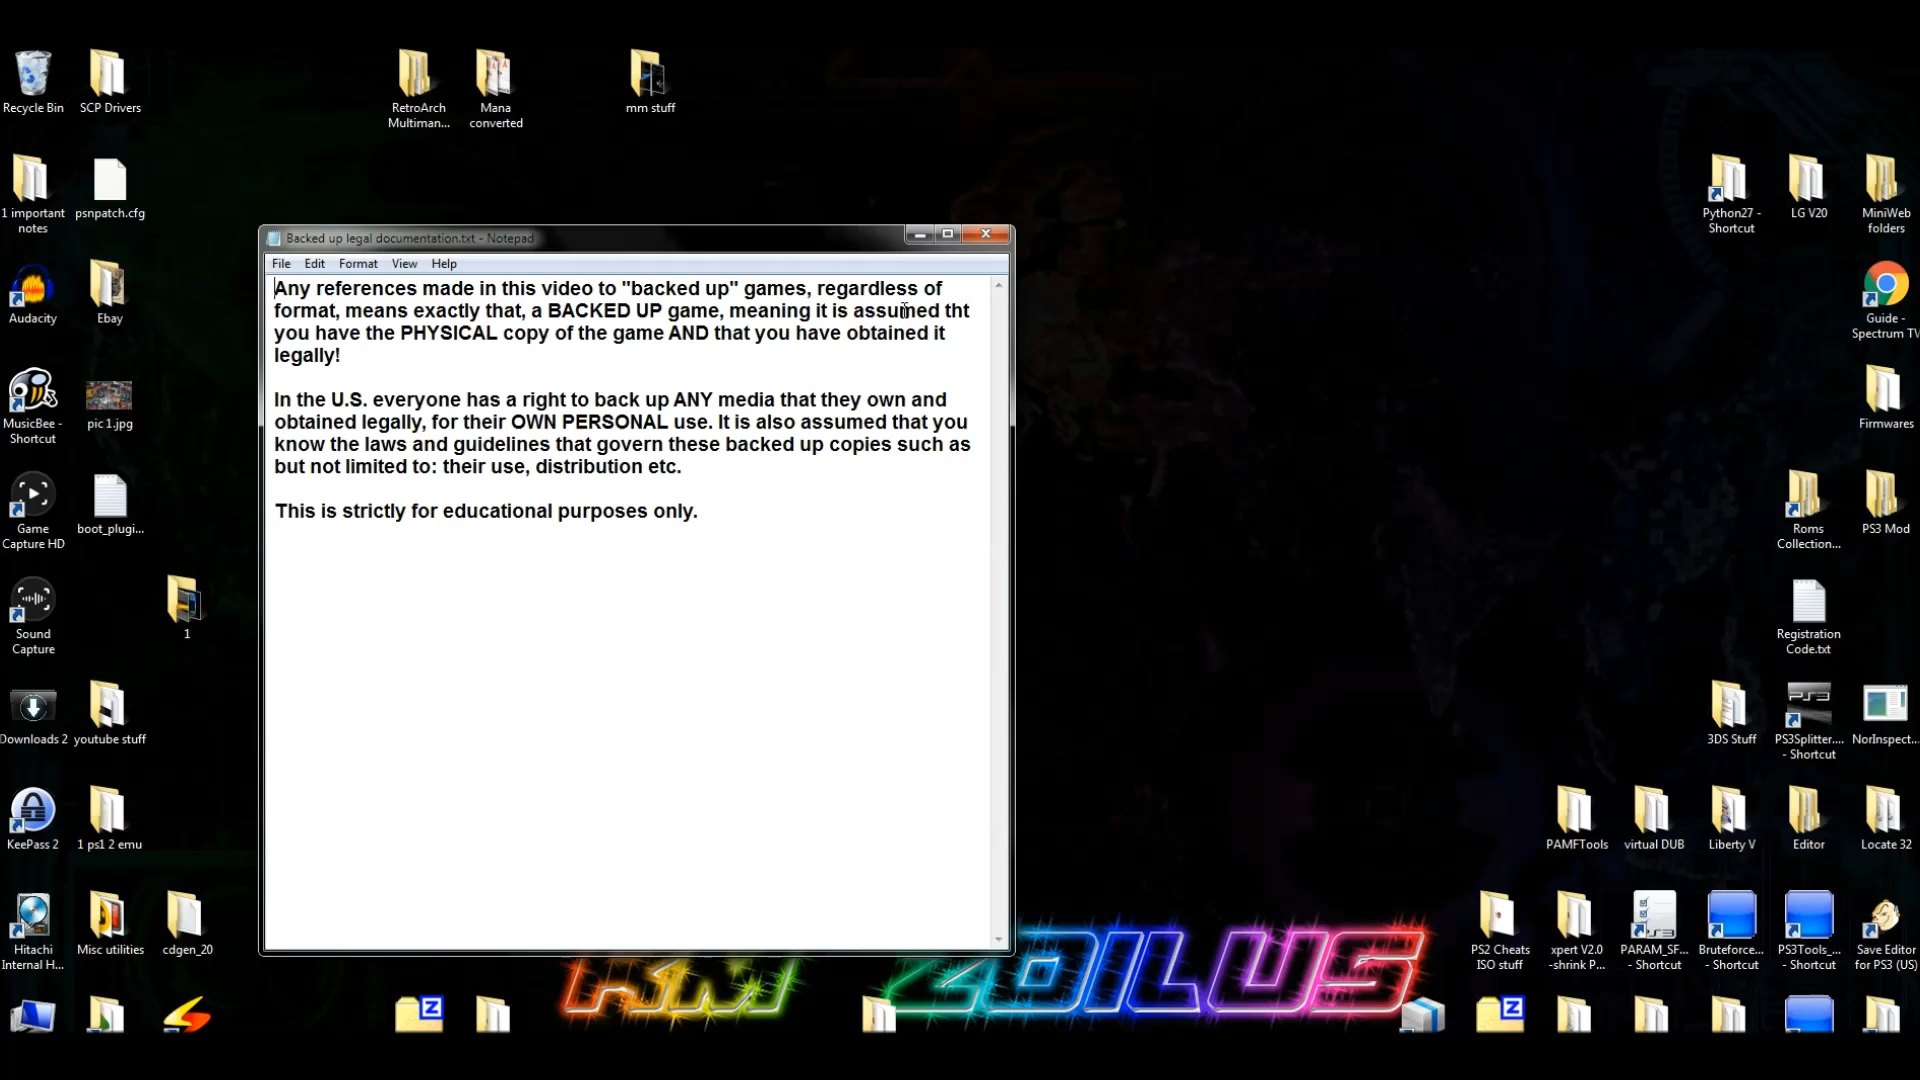 Recycle Bin
SCP Drivers
RetroArch
Multiman...
Mana
converted
mm stuff
1 important
notes
psnpatch.cfg
Python27 -
Shortcut
LG V20
MiniWeb
folders
Backed up legal documentation.txt - Notepad
File Edit Format View Help
Any references made in this video to "backed up" games, regardless of
format, means exactly that, a BACKED UP game, meaning it is assumed tht
you have the PHYSICAL copy of the game AND that you have obtained it
legally!
In the U.S. everyone has a right to back up ANY media that they own and
obtained legally, for their OWN PERSONAL use. It is also assumed that you
know the laws and guidelines that govern these backed up copies such as
but not limited to: their use, distribution etc.
This is strictly for educational purposes only.
Audacity
Ebay
Guide -
Spectrum TV
MusicBee -
Shortcut
pic 1.jpg
Firmwares
Game
Capture HD
boot_plugi...
Roms
Collection...
PS3 Mod
Sound
Capture
1
Registration
Code.txt
Downloads 2
youtube stuff
3DS Stuff
PS3
PS3Splitter....
- Shortcut
NorInspect...
KeePass 2
1 ps1 2 emu
PAMFTools
virtual DUB
Liberty V
Editor
Locate 32
Hitachi
Internal H...
Misc utilities
cdgen_20
PS2 Cheats
ISO stuff
xpert V2.0
-shrink P...
PARAM_SF...
- Shortcut
Bruteforce...
- Shortcut
PS3Tools_...
- Shortcut
Save Editor
for PS3 (US)
Z
Z